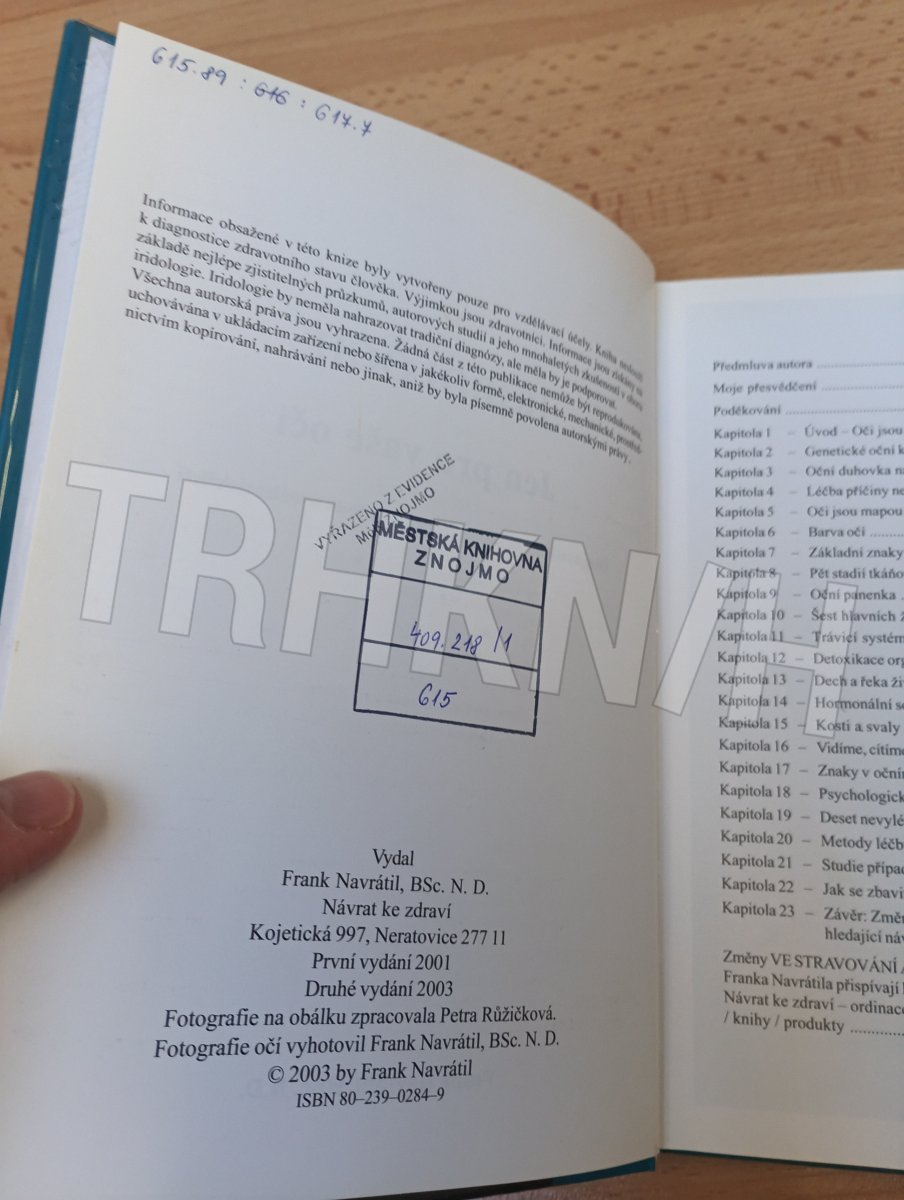 615.89 : 616 : 617.7
Informace obsažené v této knize byly vytvořeny pouze pro vzdělávací účely. Kniha neslouží
k diagnostice zdravotního stavu člověka. Výjimkou jsou zdravotníci. Informace jsou získány na
základě nejlépe zjistitelných průzkumů, autorových studií a jeho mnohaletých zkušeností v oboru
iridologie. Iridologie by neměla nahrazovat tradiční diagnózy, ale měla by je podporovat.
Všechna autorská práva jsou vyhrazena. Žádná část z této publikace nemůže být reprodukována,
uchovávána v ukládacím zařízení nebo šířena v jakékoliv formě, elektronické, mechanické, prostřed-
nictvím kopírování, nahrávání nebo jinak, aniž by byla písemně povolena autorskými právy.
VYŘAZENO Z EVIDENCE
MěK ZNOJMO
MĚSTSKÁ KNIHOVNA
ZNOJMO
409.218/1
615
TRHKNIH
Vydal
Frank Navrátil, BSc. N. D.
Návrat ke zdraví
Kojetická 997, Neratovice 277 11
První vydání 2001
Druhé vydání 2003
Fotografie na obálku zpracovala Petra Růžičková.
Fotografie očí vyhotovil Frank Navrátil, BSc. N. D.
© 2003 by Frank Navrátil
ISBN 80–239–0284–9
Předmluva autora
Moje přesvědčení
Poděkování
Kapitola 1 – Úvod – Oči jsou
Kapitola 2 – Genetické oční k
Kapitola 3 – Oční duhovka na
Kapitola 4 – Léčba příčiny ne
Kapitola 5 – Oči jsou mapou
Kapitola 6 – Barva očí
Kapitola 7 – Základní znaky
Kapitola 8 – Pět stadií tkáňo
Kapitola 9 – Oční panenka
Kapitola 10 – Šest hlavních ž
Kapitola 11 – Trávicí systém
Kapitola 12 – Detoxikace org
Kapitola 13 – Dech a řeka ži
Kapitola 14 – Hormonální se
Kapitola 15 – Kosti a svaly
Kapitola 16 – Vidíme, cítíme
Kapitola 17 – Znaky v oční
Kapitola 18 – Psychologick
Kapitola 19 – Deset nevylé
Kapitola 20 – Metody léčb
Kapitola 21 – Studie přípa
Kapitola 22 – Jak se zbavi
Kapitola 23 – Závěr: Změ
hledající náv
Změny VE STRAVOVÁNÍ A
Franka Navrátila přispívají
Návrat ke zdraví – ordinac
/ knihy / produkty